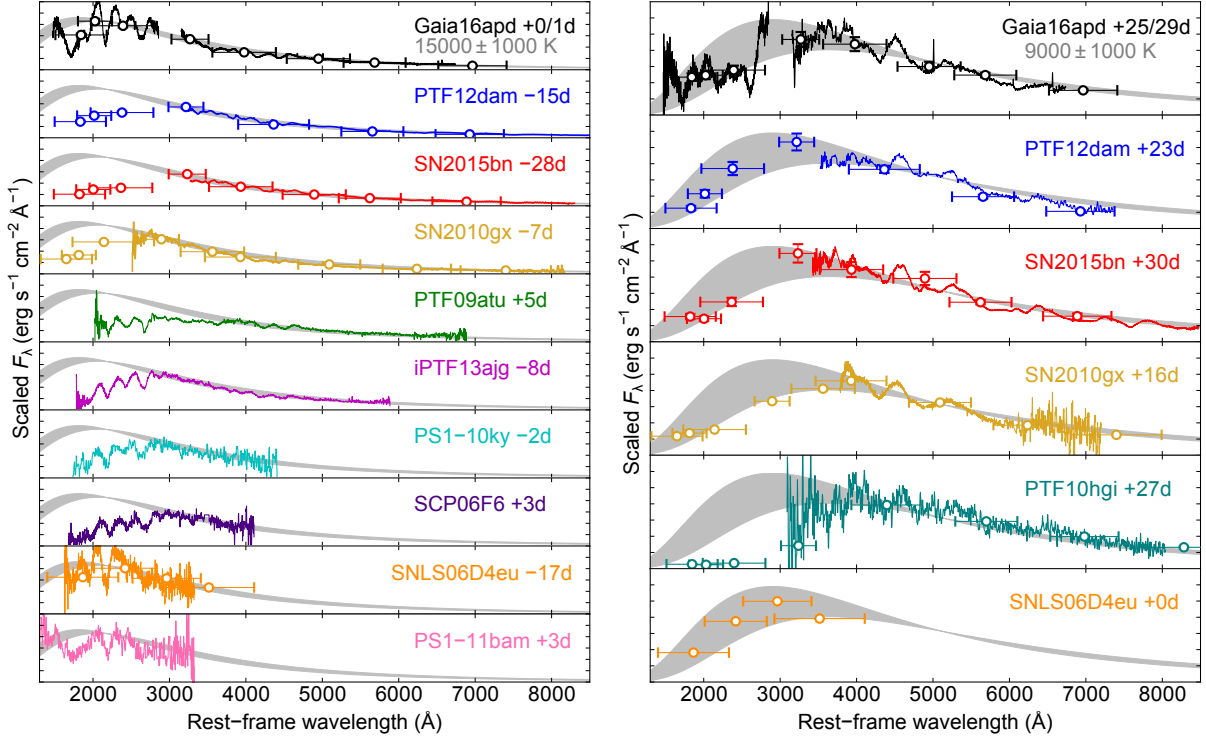 Gaia16apd +0/1d
15000 ± 1000 K
PTF12dam −15d
SN2015bn −28d
SN2010gx −7d
PTF09atu +5d
iPTF13ajg −8d
PS1−10ky −2d
SCP06F6 +3d
SNLS06D4eu −17d
PS1−11bam +3d
Scaled Fλ (erg s⁻¹ cm⁻² Å⁻¹)
2000 3000 4000 5000 6000 7000 8000
Rest−frame wavelength (Å)
Gaia16apd +25/29d
9000 ± 1000 K
PTF12dam +23d
SN2015bn +30d
SN2010gx +16d
PTF10hgi +27d
SNLS06D4eu +0d
Scaled Fλ (erg s⁻¹ cm⁻² Å⁻¹)
2000 3000 4000 5000 6000 7000 8000
Rest−frame wavelength (Å)